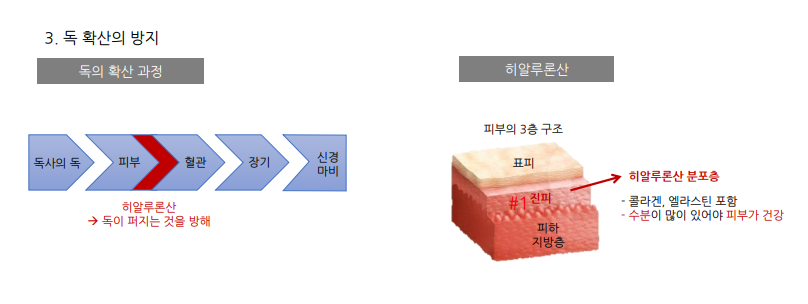 3. 독 확산의 방지
독의 확산 과정
독사의 독
피부
혈관
장기
신경
마비
히알루론산
→ 독이 퍼지는 것을 방해
히알루론산
피부의 3층 구조
표피
#1 진피
피하
지방층
히알루론산 분포층
- 콜라겐, 엘라스틴 포함
- 수분이 많이 있어야 피부가 건강